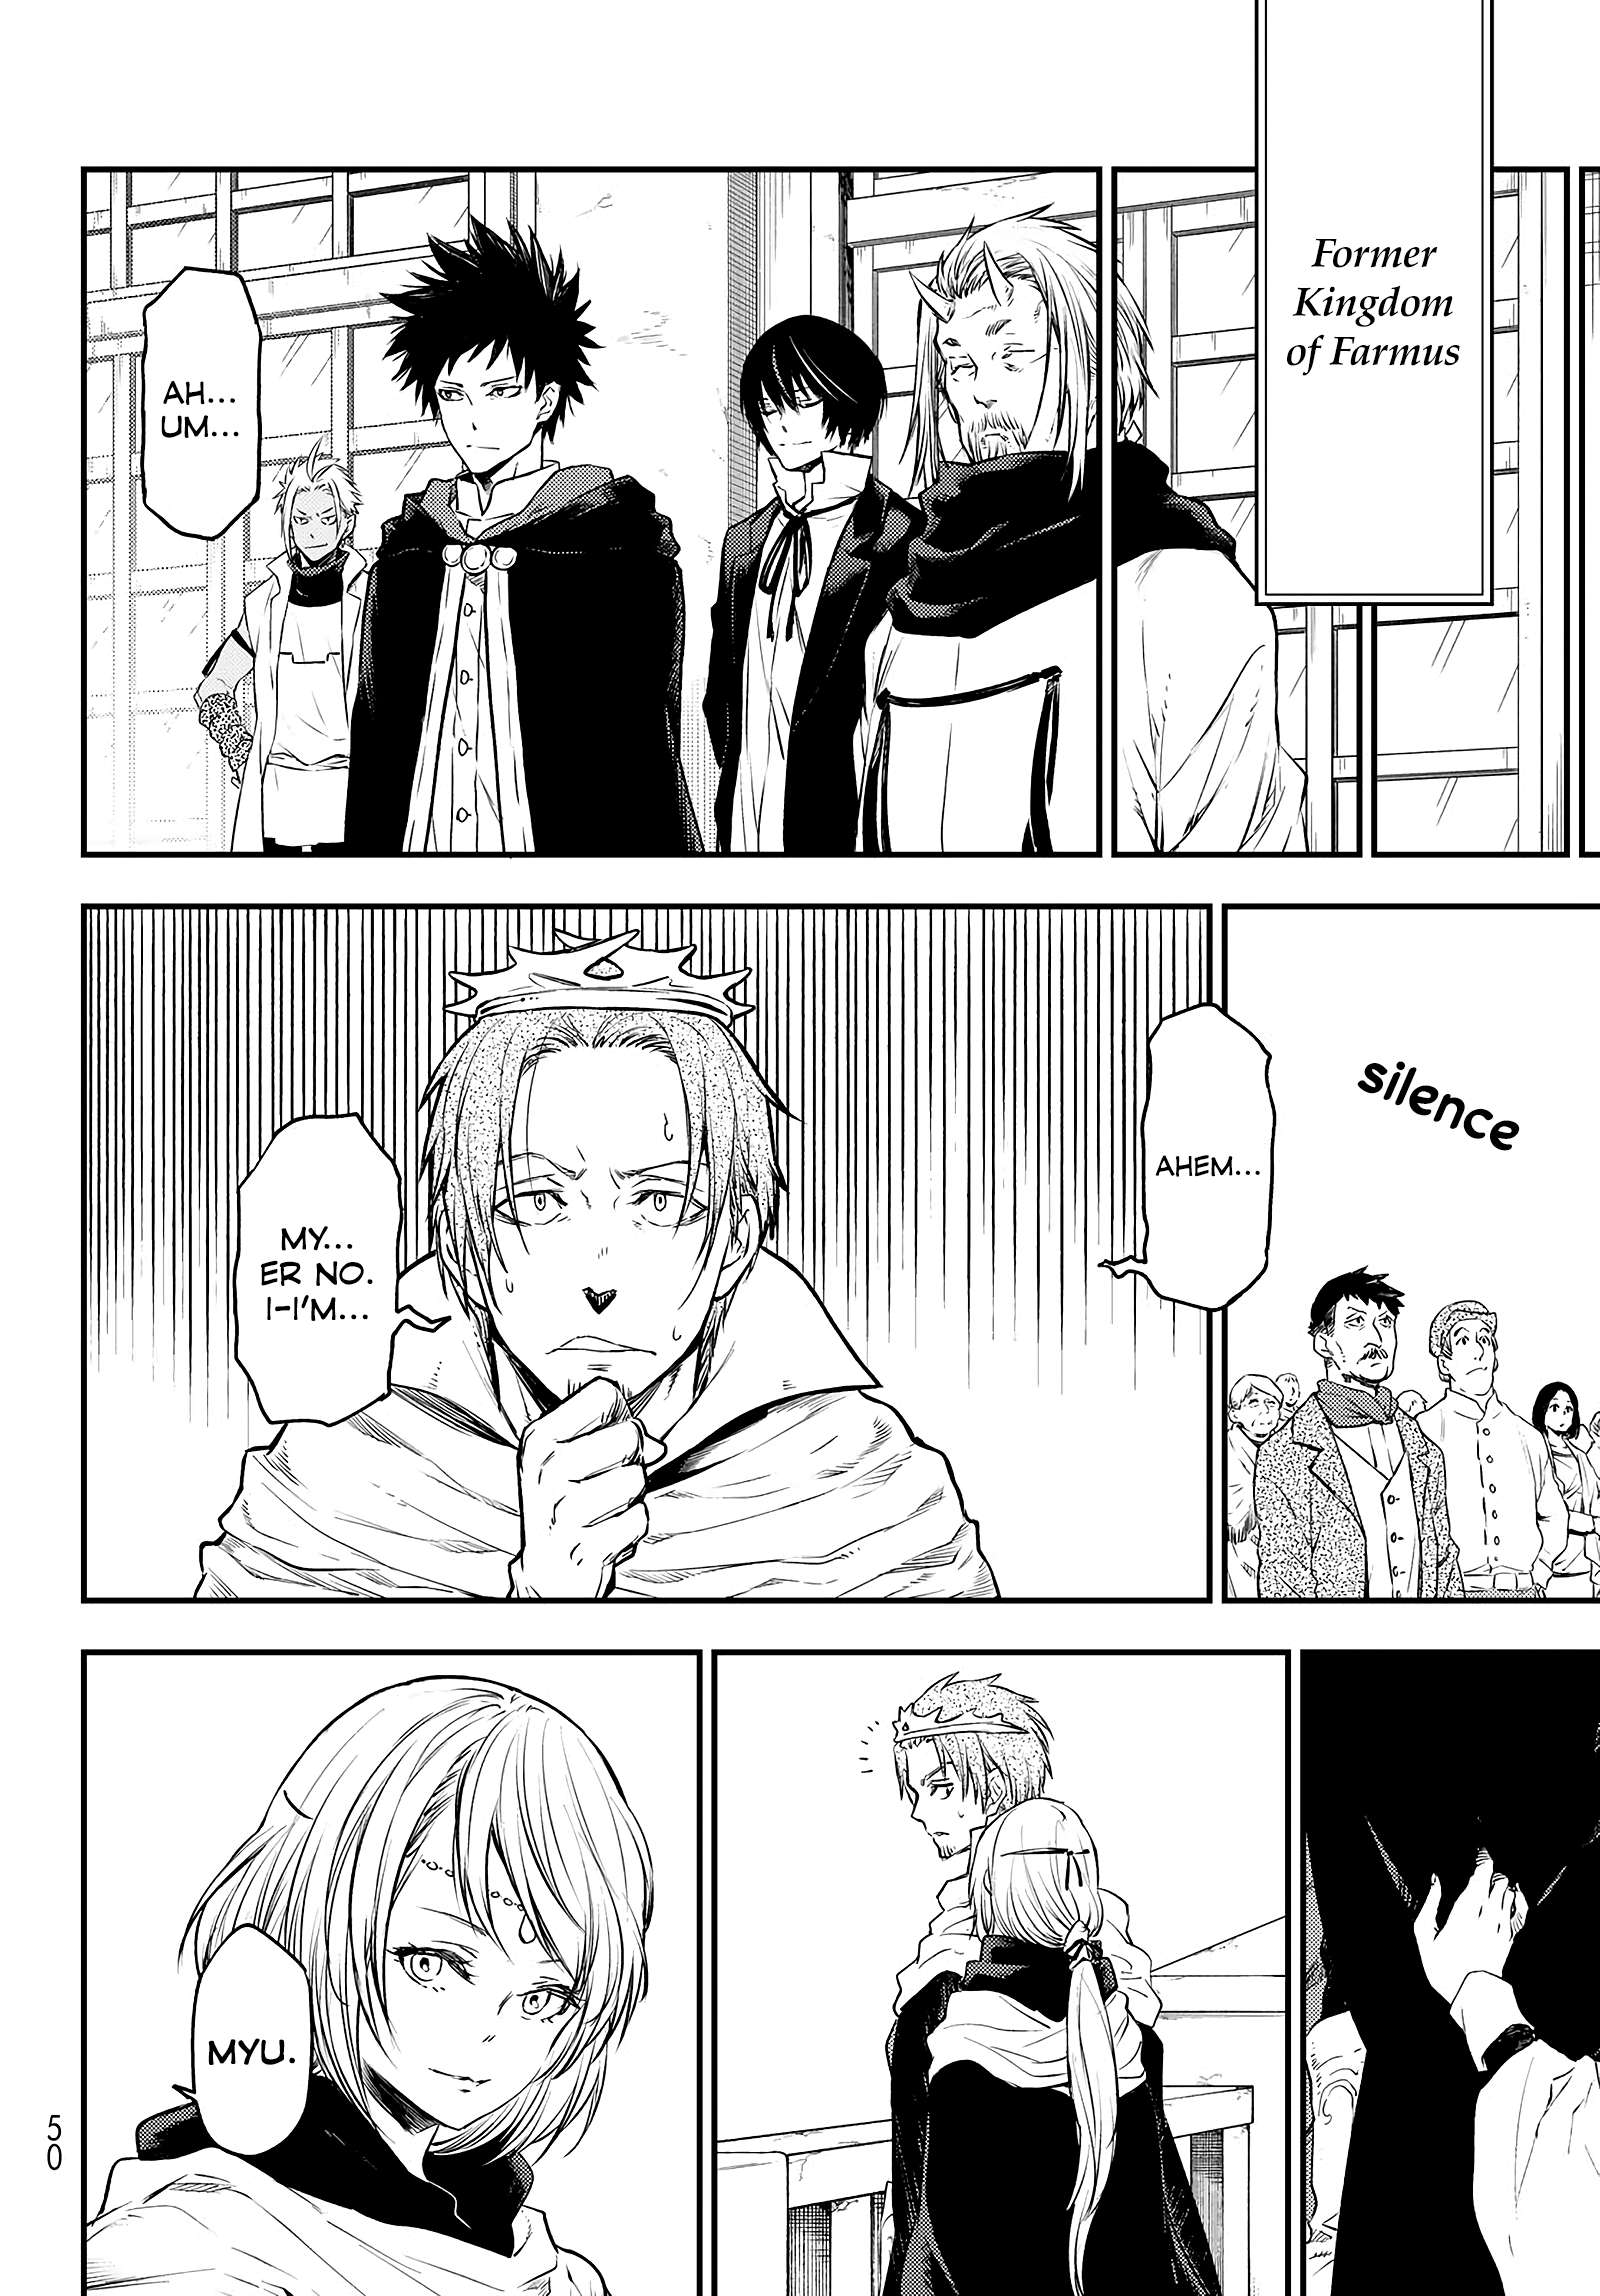 Former
Kingdom
of Farmus
AH...
UM...
silence
AHEM...
MY...
ER NO.
I-I'M...
MYU.
50